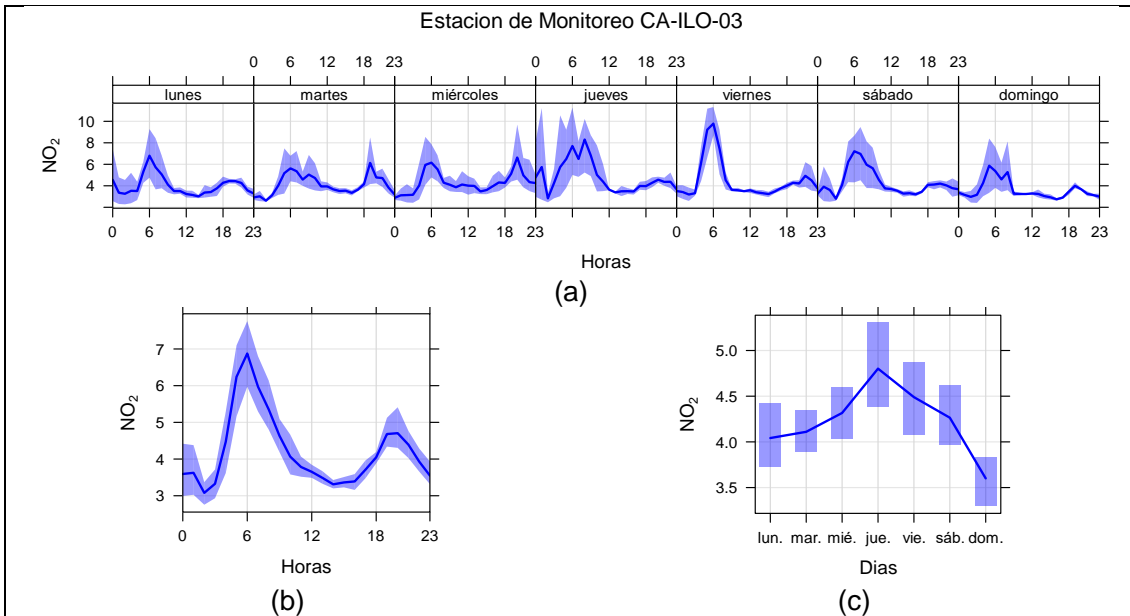 Estacion de Monitoreo CA-ILO-03
0 6 12 18 23 0 6 12 18 23 0 6 12 18 23
lunes martes miércoles jueves viernes sábado domingo
NO₂
10
8
6
4
0 6 12 18 23 0 6 12 18 23 0 6 12 18 23 0 6 12 18 23
Horas
(a)
NO₂
7
6
5
4
3
0 6 12 18 23
Horas
(b)
NO₂
5.0
4.5
4.0
3.5
lun. mar. mié. jue. vie. sáb. dom.
Dias
(c)